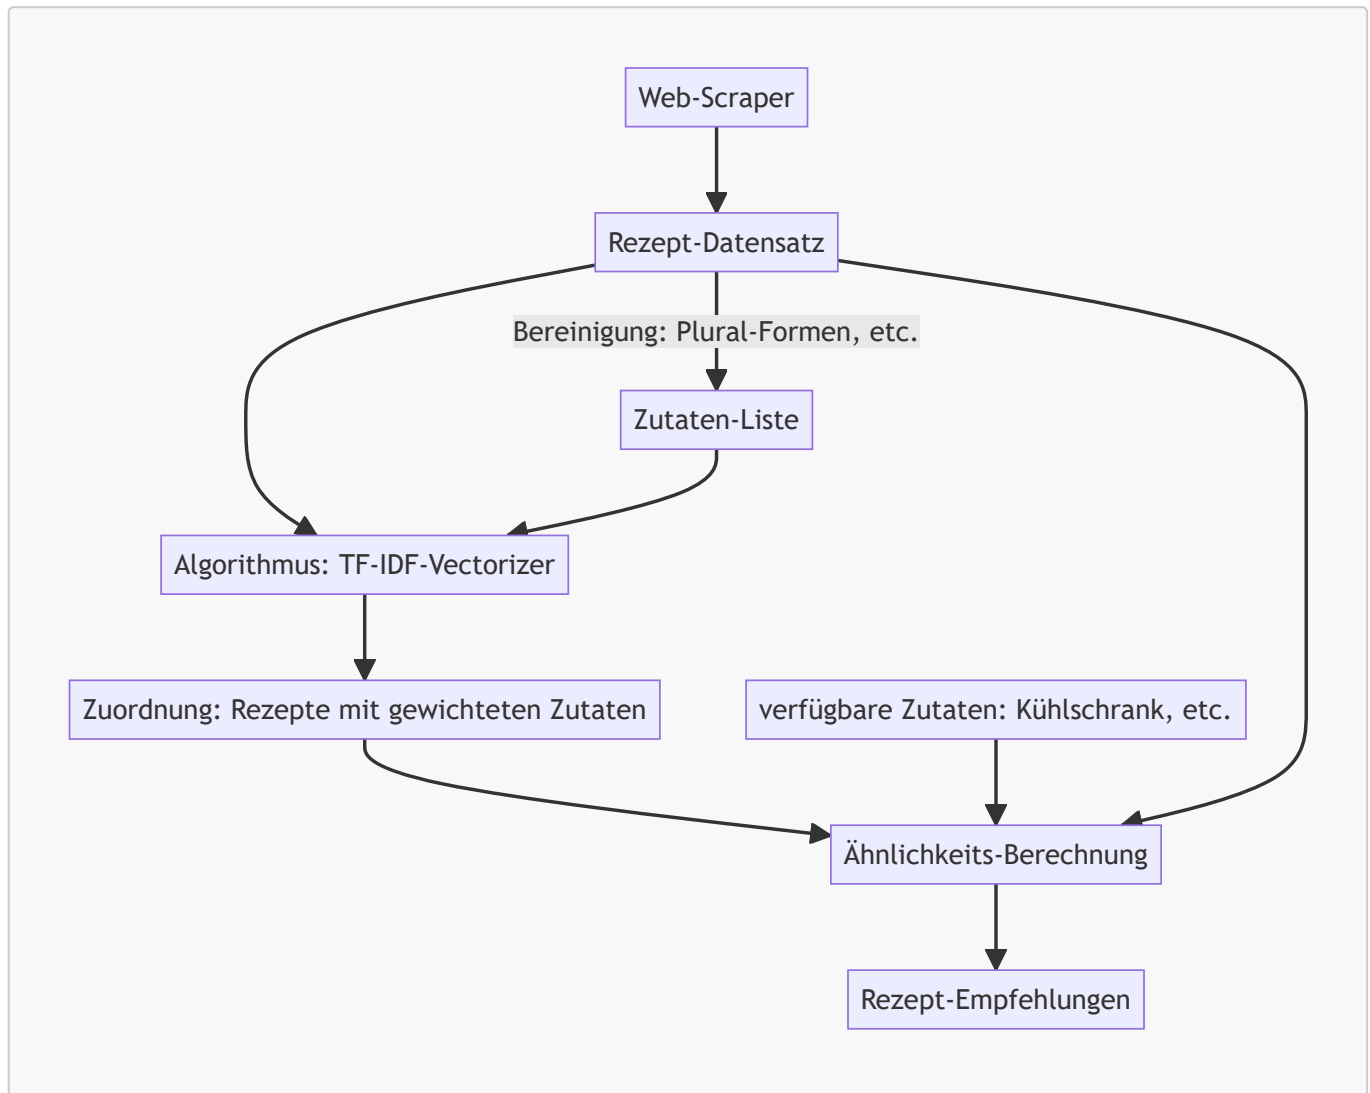 Web-Scraper
Rezept-Datensatz
Bereinigung: Plural-Formen, etc.
Zutaten-Liste
Algorithmus: TF-IDF-Vectorizer
Zuordnung: Rezepte mit gewichteten Zutaten
verfügbare Zutaten: Kühlschrank, etc.
Ähnlichkeits-Berechnung
Rezept-Empfehlungen